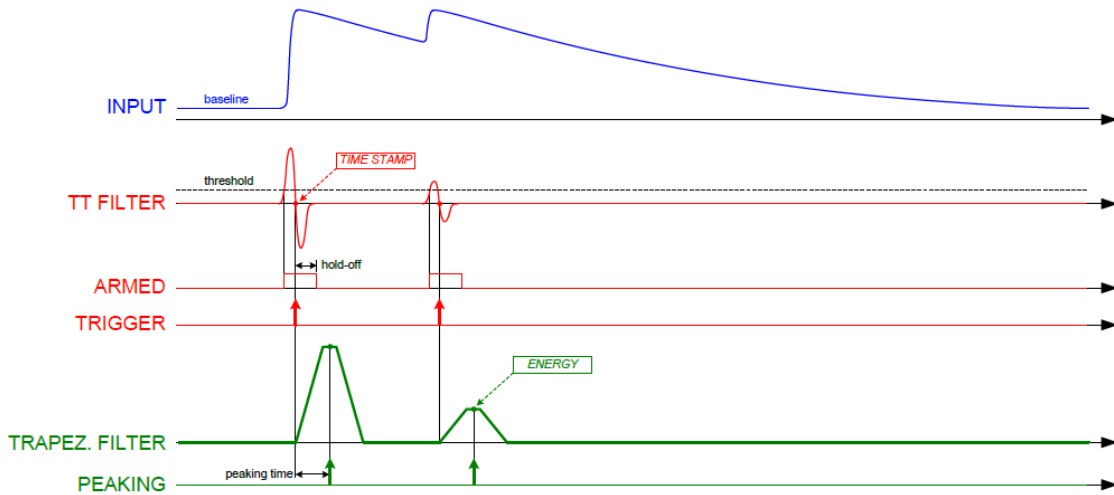 baseline
INPUT
TIME STAMP
threshold
TT FILTER
hold-off
ARMED
TRIGGER
ENERGY
TRAPEZ. FILTER
peaking time
PEAKING